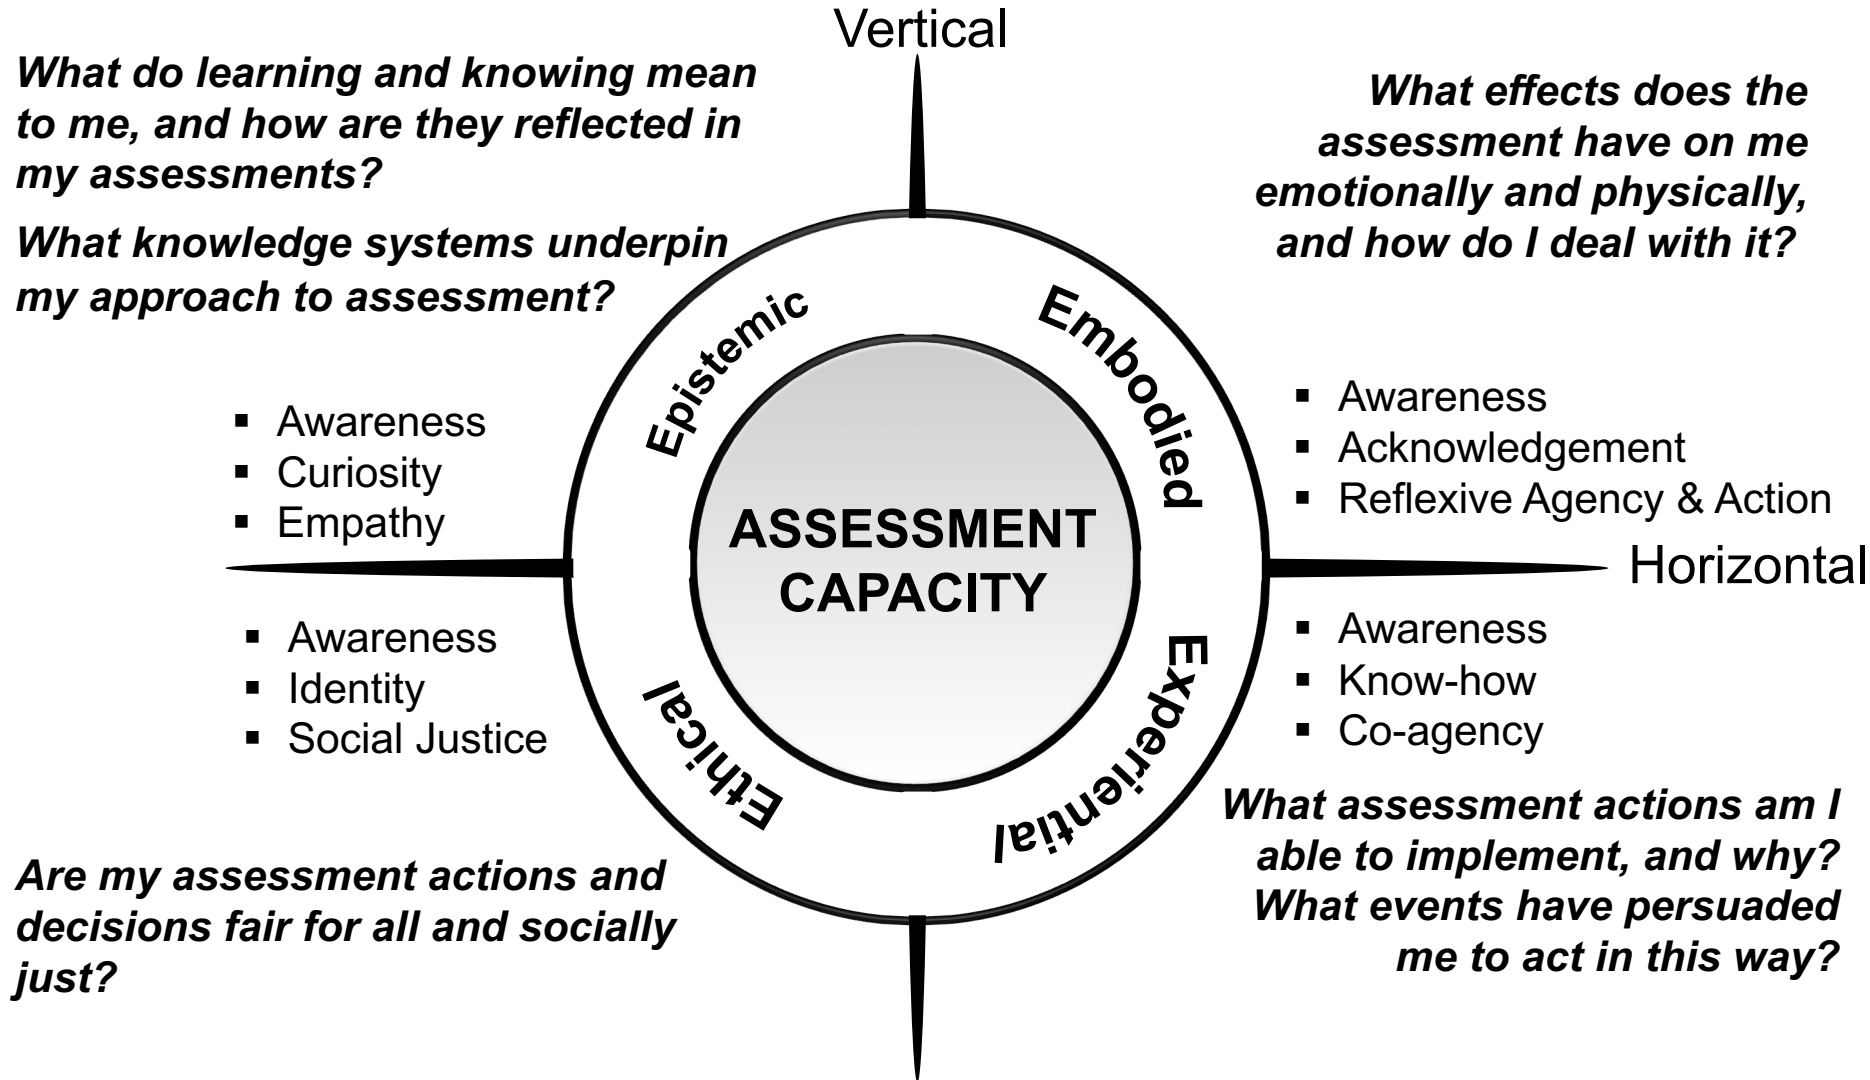 Vertical
What do learning and knowing mean
to me, and how are they reflected in
my assessments?
What knowledge systems underpin
my approach to assessment?
What effects does the
assessment have on me
emotionally and physically,
and how do I deal with it?
Epistemic
Embodied
▪ Awareness
▪ Curiosity
▪ Empathy
▪ Awareness
▪ Acknowledgement
▪ Reflexive Agency & Action
ASSESSMENT
CAPACITY
Horizontal
▪ Awareness
▪ Identity
▪ Social Justice
▪ Awareness
▪ Know-how
▪ Co-agency
Ethical
Experiential
Are my assessment actions and
decisions fair for all and socially
just?
What assessment actions am I
able to implement, and why?
What events have persuaded
me to act in this way?